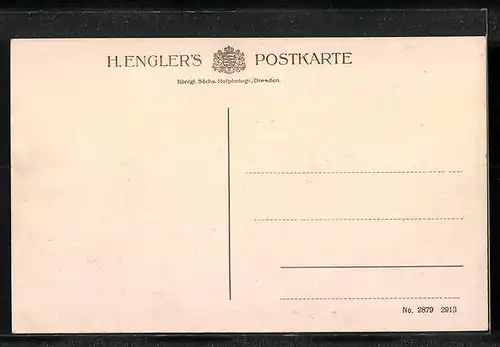 H. ENGLER'S POSTKARTE
Königl. Sächs. Hofphotogr., Dresden.
No. 2879 2913